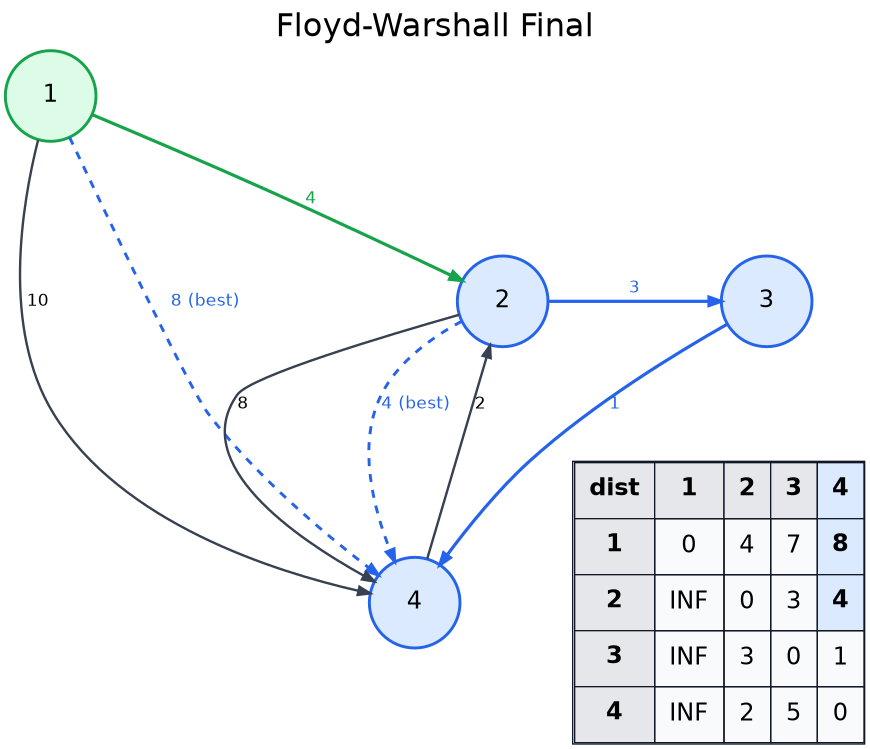 Floyd-Warshall Final
1
4
10
8 (best)
2
3
3
8
4 (best)
2
1
4
dist 1 2 3 4
1 0 4 7 8
2 INF 0 3 4
3 INF 3 0 1
4 INF 2 5 0